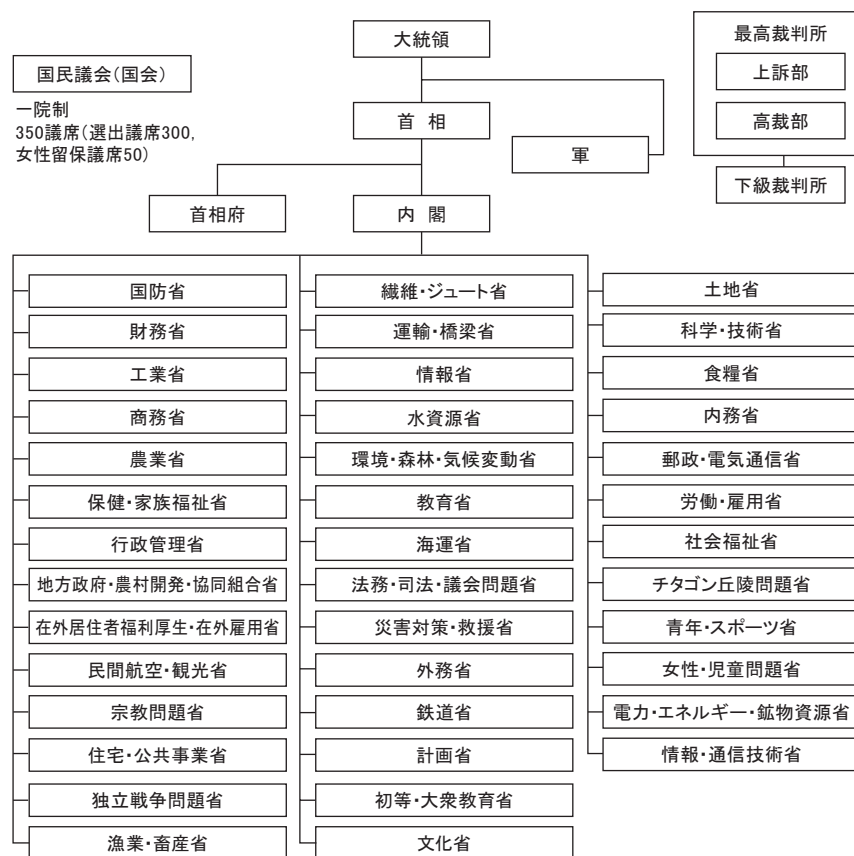 大統領
国民議会(国会)
一院制
350議席(選出議席300,
女性留保議席50)
首 相
軍
最高裁判所
上訴部
高裁部
下級裁判所
首相府
内 閣
国防省
財務省
工業省
商務省
農業省
保健・家族福祉省
行政管理省
地方政府・農村開発・協同組合省
在外居住者福利厚生・在外雇用省
民間航空・観光省
宗教問題省
住宅・公共事業省
独立戦争問題省
漁業・畜産省
繊維・ジュート省
運輸・橋梁省
情報省
水資源省
環境・森林・気候変動省
教育省
海運省
法務・司法・議会問題省
災害対策・救援省
外務省
鉄道省
計画省
初等・大衆教育省
文化省
土地省
科学・技術省
食糧省
内務省
郵政・電気通信省
労働・雇用省
社会福祉省
チタゴン丘陵問題省
青年・スポーツ省
女性・児童問題省
電力・エネルギー・鉱物資源省
情報・通信技術省